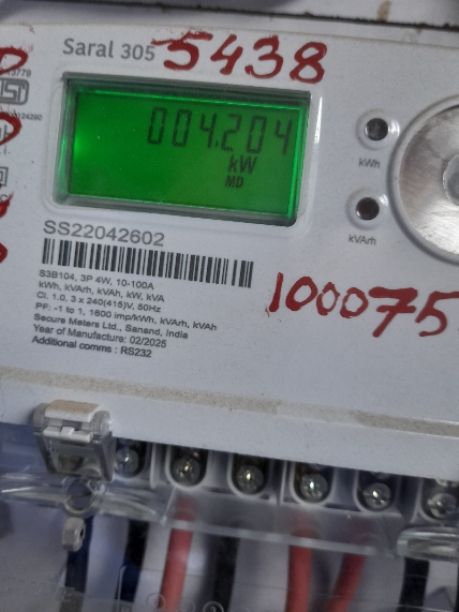 Saral 305
5438
004.204
kW
MD
kWh
kVArh
SS22042602
S3B104, 3P 4W, 10-100A
kWh, kVArh, kVAh, kW, kVA
Cl. 1.0, 3 x 240(415)V, 50Hz
PF: -1 to 1, 1600 imp/kWh, kVArh, kVAh
Secure Meters Ltd., Sanand, India
Year of Manufacture: 02/2025
Additional comms : RS232
100075